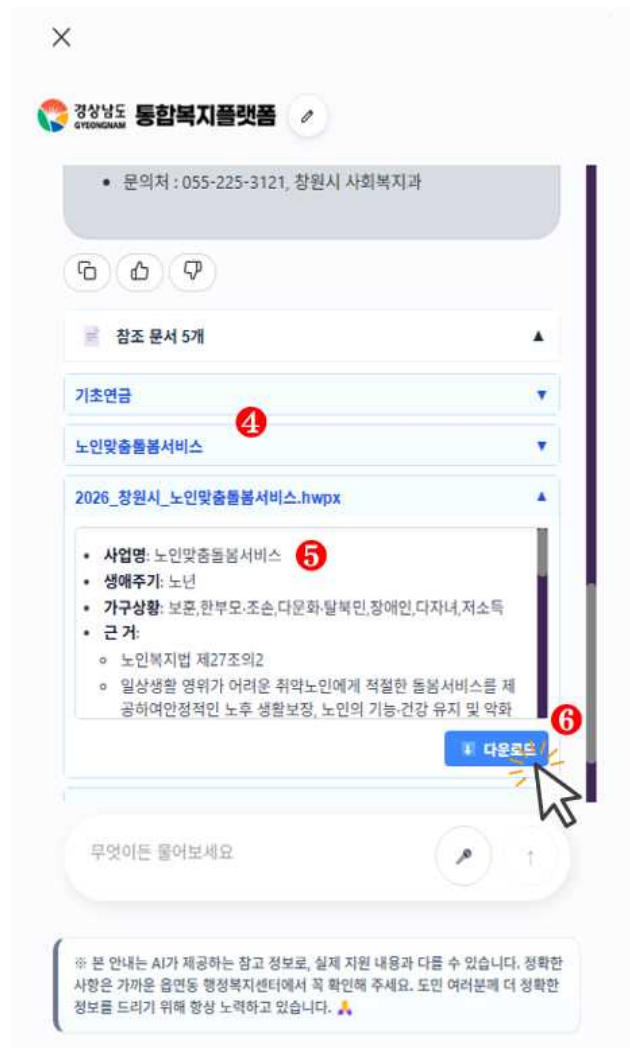 경상남도
GYEONGNAM
통합복지플랫폼
• 문의처 : 055-225-3121, 창원시 사회복지과
참조 문서 5개 ▲
기초연금 ▼
❹
노인맞춤돌봄서비스 ▼
2026_창원시_노인맞춤돌봄서비스.hwpx ▲
• 사업명: 노인맞춤돌봄서비스 ❺
• 생애주기: 노년
• 가구상황: 보훈,한부모·조손,다문화·탈북민,장애인,다자녀,저소득
• 근 거:
◦ 노인복지법 제27조의2
◦ 일상생활 영위가 어려운 취약노인에게 적절한 돌봄서비스를 제
공하여안정적인 노후 생활보장, 노인의 기능·건강 유지 및 악화
❻
다운로드
무엇이든 물어보세요
※ 본 안내는 AI가 제공하는 참고 정보로, 실제 지원 내용과 다를 수 있습니다. 정확한
사항은 가까운 읍면동 행정복지센터에서 꼭 확인해 주세요. 도민 여러분께 더 정확한
정보를 드리기 위해 항상 노력하고 있습니다. 🙏